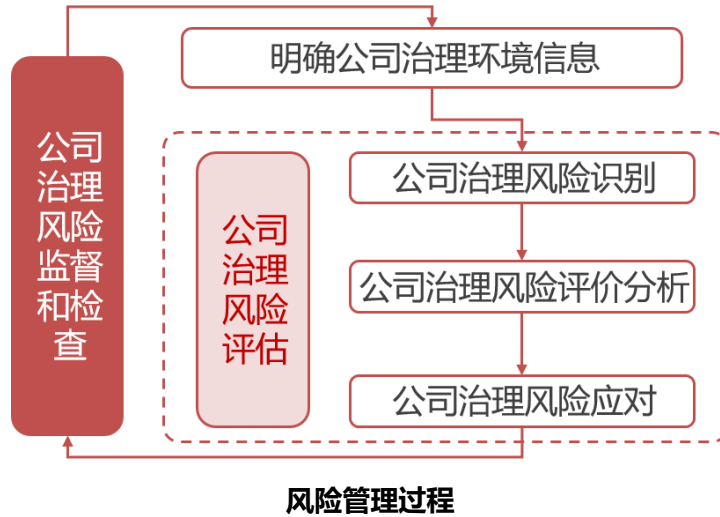 明确公司治理环境信息
公司
治理
风险
监督
和检
查
公司
治理
风险
评估
公司治理风险识别
公司治理风险评价分析
公司治理风险应对
风险管理过程